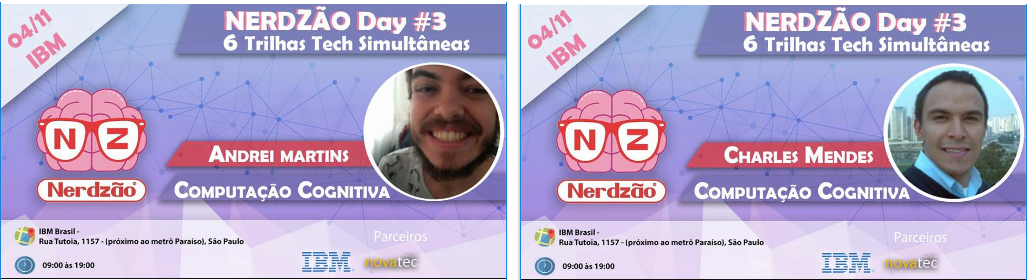 04/11
IBM
NERDZÃO Day #3
6 Trilhas Tech Simultâneas
N Z
Nerdzão
ANDREI MARTINS
COMPUTAÇÃO COGNITIVA
IBM Brasil -
Rua Tutoia, 1157 - (próximo ao metrô Paraíso), São Paulo
09:00 às 19:00
Parceiros
IBM novatec
04/11
IBM
NERDZÃO Day #3
6 Trilhas Tech Simultâneas
N Z
Nerdzão
CHARLES MENDES
COMPUTAÇÃO COGNITIVA
IBM Brasil -
Rua Tutoia, 1157 - (próximo ao metrô Paraíso), São Paulo
09:00 às 19:00
Parceiros
IBM novatec